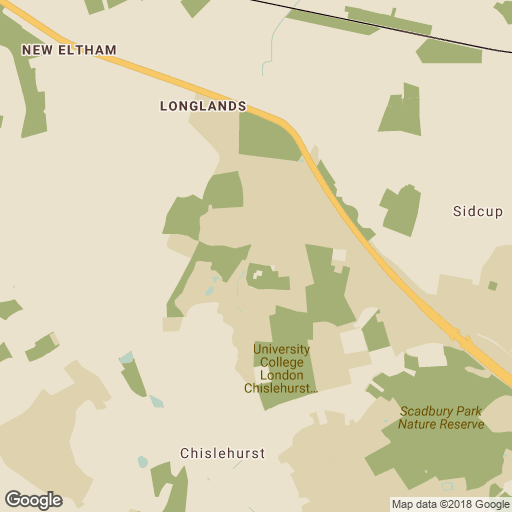 NEW ELTHAM
LONGLANDS
Sidcup
University
College
London
Chislehurst...
Scadbury Park
Nature Reserve
Chislehurst
Google
Map data ©2018 Google